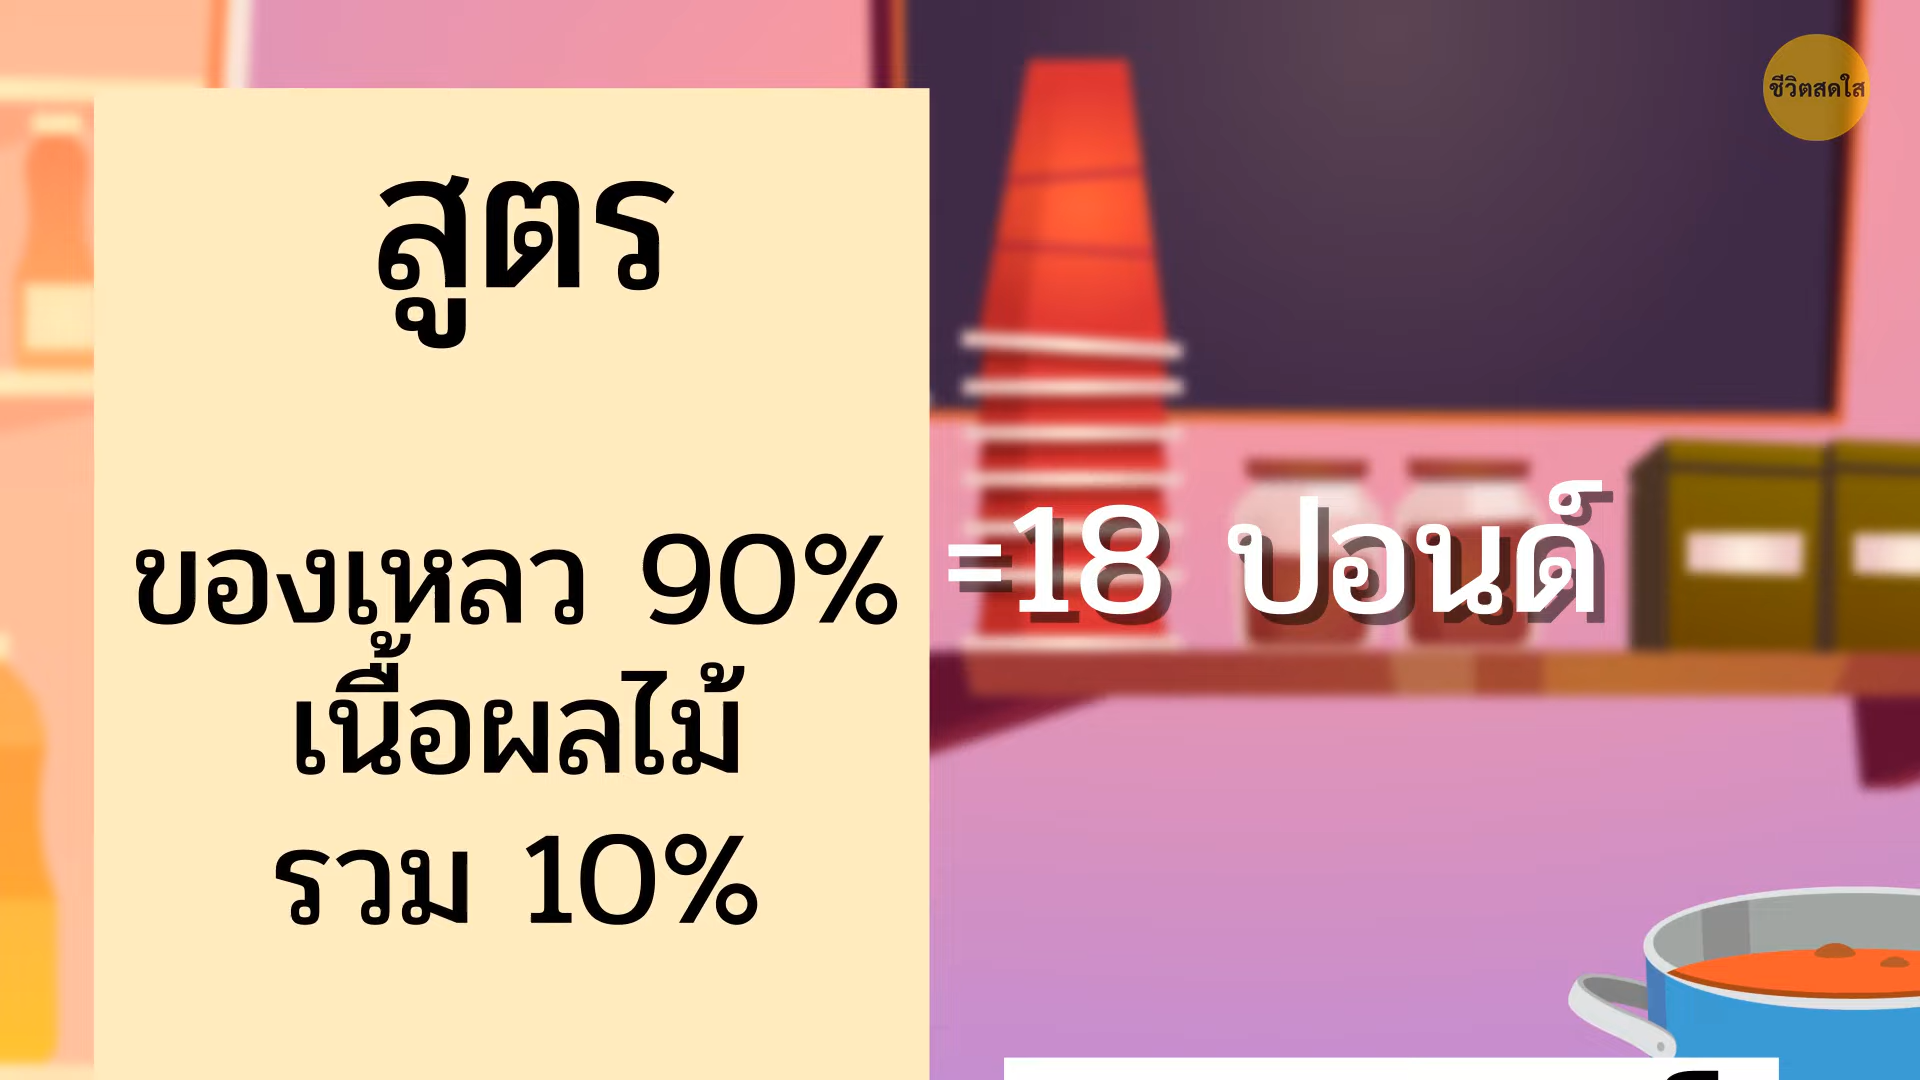 ชีวิตสดใส
สูตร
ของเหลว 90% =18 ปอนด์
เนื้อผลไม้
รวม 10%